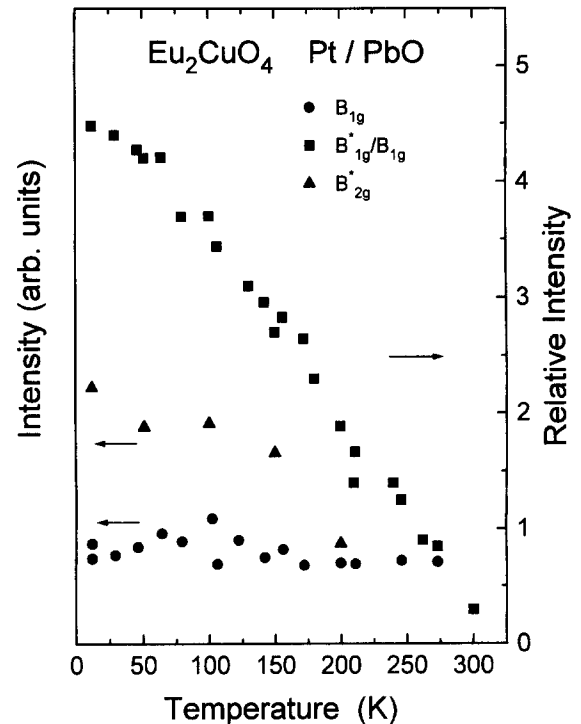 Eu₂CuO₄ Pt / PbO
B₁g
B*₁g/B₁g
B*₂g
Intensity (arb. units)
5
4
3
2
1
0
Relative Intensity
0 50 100 150 200 250 300
Temperature (K)